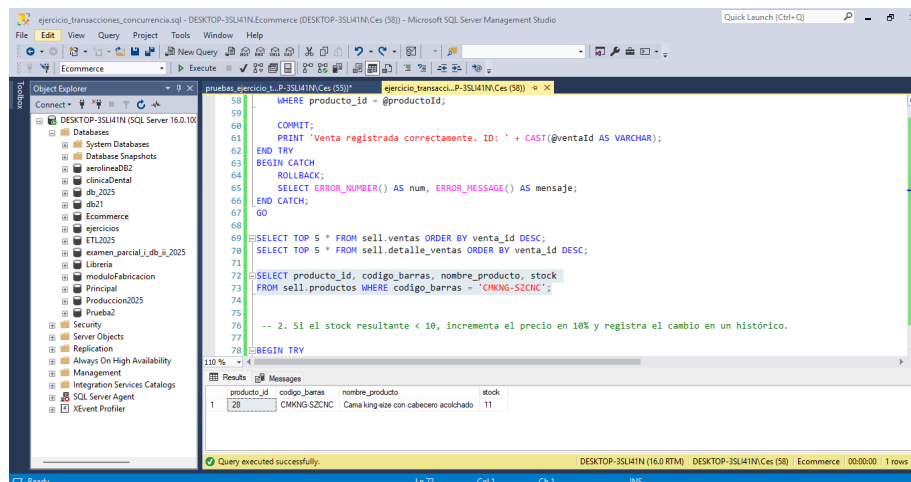 ejercicio_transacciones_concurrencia.sql - DESKTOP-3SLI41N.Ecommerce (DESKTOP-3SLI41N\Ces (58)) - Microsoft SQL Server Management Studio
Quick Launch (Ctrl+Q)
File Edit View Query Project Tools Window Help
New Query
Ecommerce
Execute
Toolbox
Object Explorer
Connect
DESKTOP-3SLI41N (SQL Server 16.0.100
Databases
System Databases
Database Snapshots
aerolineaDB2
clinicaDental
db_2025
db21
Ecommerce
ejercicios
ETL2025
examen_parcial_i_db_ii_2025
Libreria
moduloFabricacion
Principal
Produccion2025
Prueba2
Security
Server Objects
Replication
Always On High Availability
Management
Integration Services Catalogs
SQL Server Agent
XEvent Profiler
pruebas_ejercicio_t...P-3SLI41N\Ces (55))*
ejercicio_transacci...P-3SLI41N\Ces (58))
58 WHERE producto_id = @productoId;
59
60 COMMIT;
61 PRINT 'Venta registrada correctamente. ID: ' + CAST(@ventaId AS VARCHAR);
62 END TRY
63 BEGIN CATCH
64 ROLLBACK;
65 SELECT ERROR_NUMBER() AS num, ERROR_MESSAGE() AS mensaje;
66 END CATCH;
67 GO
68
69 SELECT TOP 5 * FROM sell.ventas ORDER BY venta_id DESC;
70 SELECT TOP 5 * FROM sell.detalle_ventas ORDER BY venta_id DESC;
71
72 SELECT producto_id, codigo_barras, nombre_producto, stock
73 FROM sell.productos WHERE codigo_barras = 'CMKNG-SZCNC';
74
75
76 -- 2. Si el stock resultante < 10, incrementa el precio en 10% y registra el cambio en un histórico.
77
78 BEGIN TRY
110 %
Results Messages
producto_id codigo_barras nombre_producto stock
1 28 CMKNG-SZCNC Cama king-size con cabecero acolchado 11
Query executed successfully.
DESKTOP-3SLI41N (16.0 RTM) DESKTOP-3SLI41N\Ces (58) Ecommerce 00:00:00 1 rows
Ready
Ln 72 Col 1 Ch 1 INS